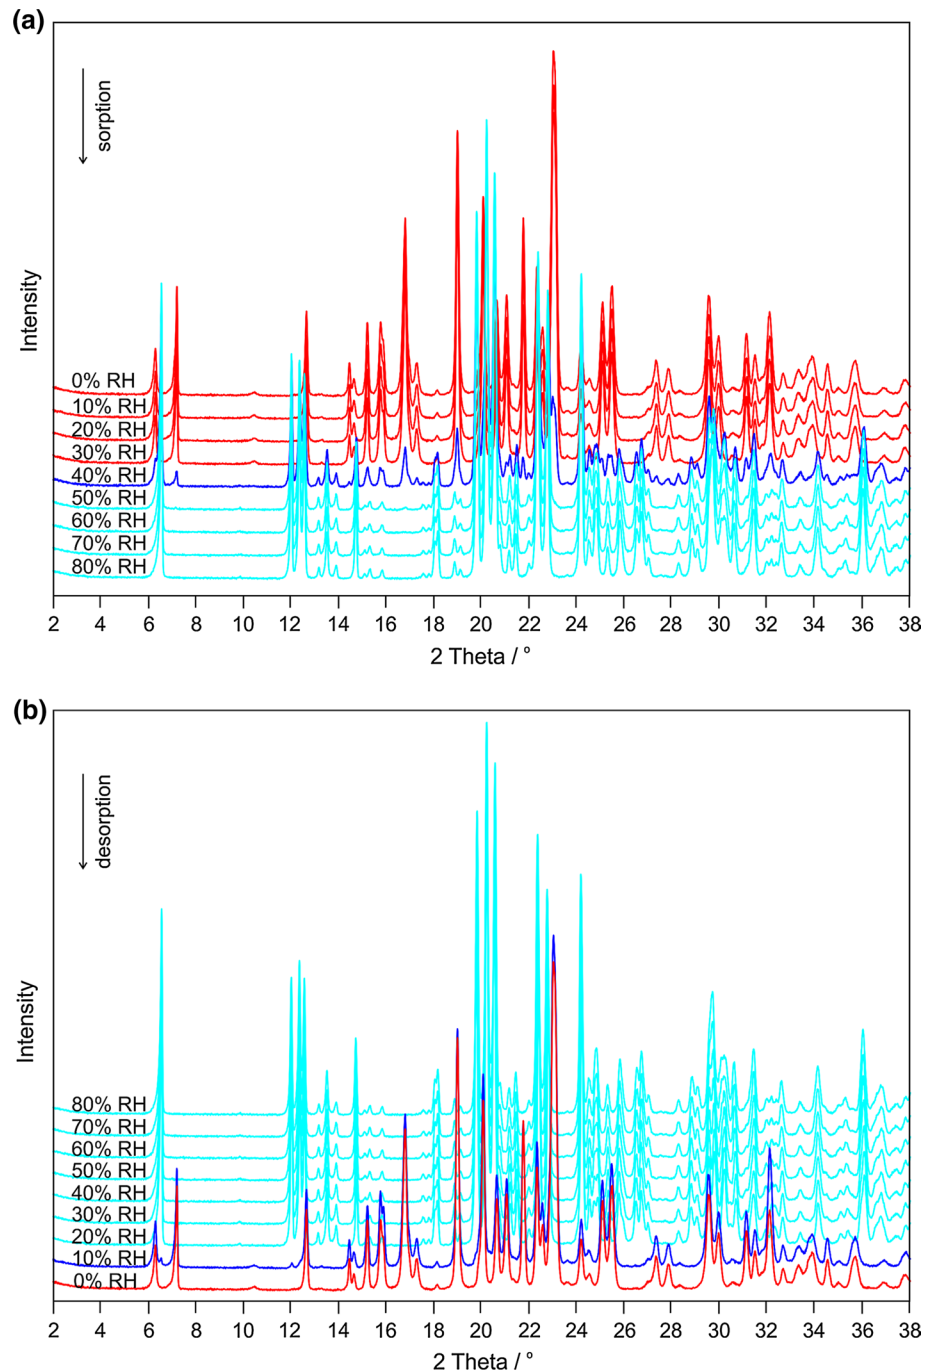 (a)
sorption
Intensity
0% RH
10% RH
20% RH
30% RH
40% RH
50% RH
60% RH
70% RH
80% RH
2 4 6 8 10 12 14 16 18 20 22 24 26 28 30 32 34 36 38
2 Theta / °
(b)
desorption
Intensity
80% RH
70% RH
60% RH
50% RH
40% RH
30% RH
20% RH
10% RH
0% RH
2 4 6 8 10 12 14 16 18 20 22 24 26 28 30 32 34 36 38
2 Theta / °